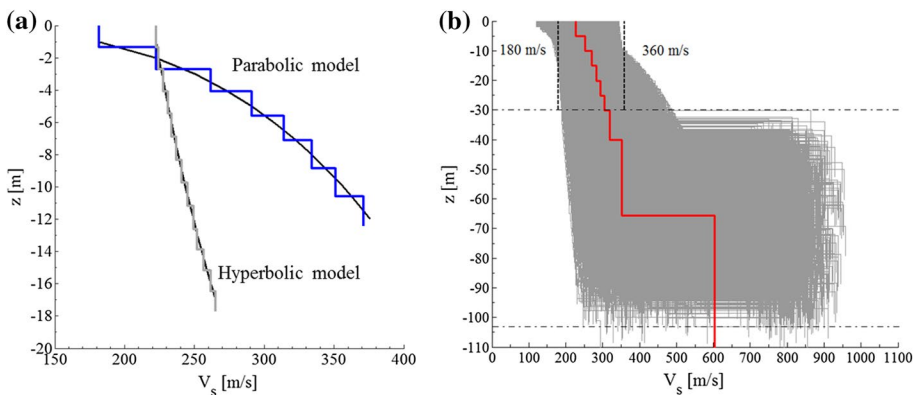 (a)
0
-2
-4
-6
-8
-10
-12
-14
-16
-18
-20
z [m]
Parabolic model
Hyperbolic model
150 200 250 300 350 400
Vs [m/s]
(b)
0
-10
-20
-30
-40
-50
-60
-70
-80
-90
-100
-110
z [m]
180 m/s
360 m/s
0 100 200 300 400 500 600 700 800 900 1000 1100
Vs [m/s]